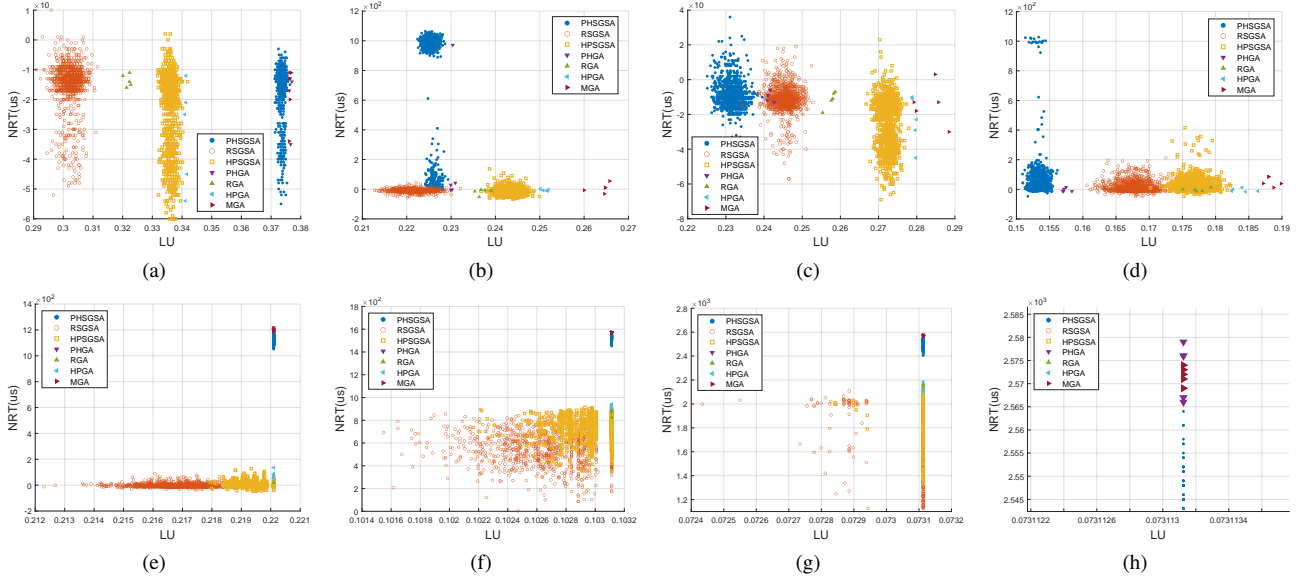 ×10
1
0
-1
-2
-3
-4
-5
-6
0.29
0.3
0.31
0.32
0.33
0.34
0.35
0.36
0.37
0.38
NRT(us)
LU
PHSGSA
RSGSA
HPSGSA
PHGA
RGA
HPGA
MGA
(a)
×10²
12
10
8
6
4
2
0
-2
0.21
0.22
0.23
0.24
0.25
0.26
0.27
NRT(us)
LU
PHSGSA
RSGSA
HPSGSA
PHGA
RGA
HPGA
MGA
(b)
×10
4
2
0
-2
-4
-6
-8
0.22
0.23
0.24
0.25
0.26
0.27
0.28
0.29
NRT(us)
LU
PHSGSA
RSGSA
HPSGSA
PHGA
RGA
HPGA
MGA
(c)
×10²
12
10
8
6
4
2
0
-2
0.15
0.155
0.16
0.165
0.17
0.175
0.18
0.185
0.19
NRT(us)
LU
PHSGSA
RSGSA
HPSGSA
PHGA
RGA
HPGA
MGA
(d)
×10²
14
12
10
8
6
4
2
0
-2
0.212
0.213
0.214
0.215
0.216
0.217
0.218
0.219
0.22
0.221
NRT(us)
LU
PHSGSA
RSGSA
HPSGSA
PHGA
RGA
HPGA
MGA
(e)
×10²
18
16
14
12
10
8
6
4
2
0
0.1014
0.1016
0.1018
0.102
0.1022
0.1024
0.1026
0.1028
0.103
0.1032
NRT(us)
LU
PHSGSA
RSGSA
HPSGSA
PHGA
RGA
HPGA
MGA
(f)
×10³
2.8
2.6
2.4
2.2
2
1.8
1.6
1.4
1.2
0.0724
0.0725
0.0726
0.0727
0.0728
0.0729
0.073
0.0731
0.0732
NRT(us)
LU
PHSGSA
RSGSA
HPSGSA
PHGA
RGA
HPGA
MGA
(g)
×10³
2.585
2.58
2.575
2.57
2.565
2.56
2.555
2.55
2.545
0.0731122
0.0731126
0.073113
0.0731134
NRT(us)
LU
PHSGSA
RSGSA
HPSGSA
PHGA
RGA
HPGA
MGA
(h)